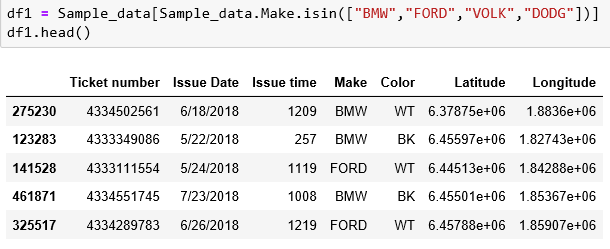 df1 = Sample_data[Sample_data.Make.isin(["BMW","FORD","VOLK","DODG"])]
df1.head()
Ticket number Issue Date Issue time Make Color Latitude Longitude
275230 4334502561 6/18/2018 1209 BMW WT 6.37875e+06 1.8836e+06
123283 4333349086 5/22/2018 257 BMW BK 6.45597e+06 1.82743e+06
141528 4333111554 5/24/2018 1119 FORD WT 6.44513e+06 1.84288e+06
461871 4334551745 7/23/2018 1008 BMW BK 6.45501e+06 1.85367e+06
325517 4334289783 6/26/2018 1219 FORD WT 6.45788e+06 1.85907e+06